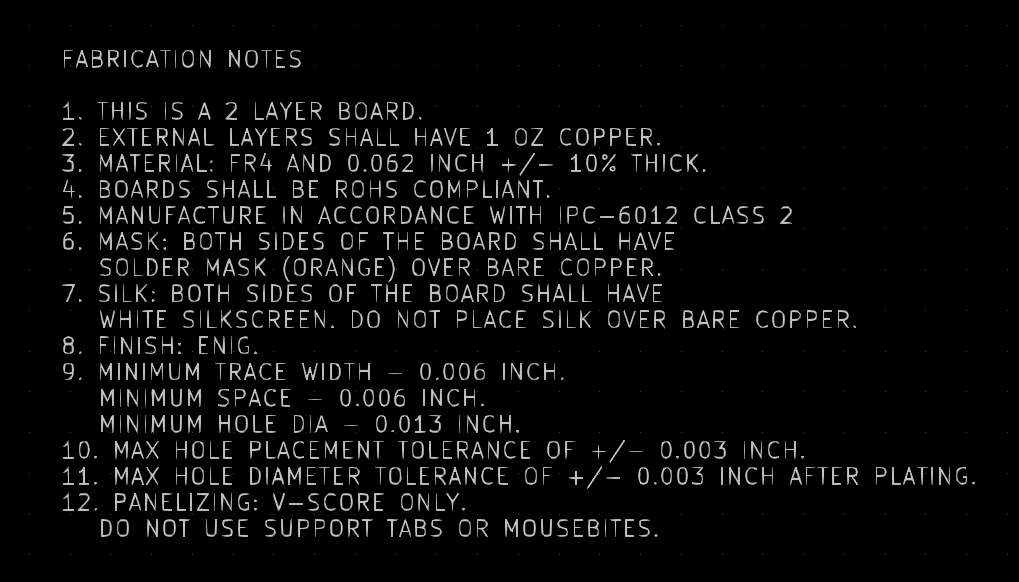 FABRICATION NOTES
1. THIS IS A 2 LAYER BOARD.
2. EXTERNAL LAYERS SHALL HAVE 1 OZ COPPER.
3. MATERIAL: FR4 AND 0.062 INCH +/- 10% THICK.
4. BOARDS SHALL BE ROHS COMPLIANT.
5. MANUFACTURE IN ACCORDANCE WITH IPC-6012 CLASS 2
6. MASK: BOTH SIDES OF THE BOARD SHALL HAVE
SOLDER MASK (ORANGE) OVER BARE COPPER.
7. SILK: BOTH SIDES OF THE BOARD SHALL HAVE
WHITE SILKSCREEN. DO NOT PLACE SILK OVER BARE COPPER.
8. FINISH: ENIG.
9. MINIMUM TRACE WIDTH - 0.006 INCH.
MINIMUM SPACE - 0.006 INCH.
MINIMUM HOLE DIA - 0.013 INCH.
10. MAX HOLE PLACEMENT TOLERANCE OF +/- 0.003 INCH.
11. MAX HOLE DIAMETER TOLERANCE OF +/- 0.003 INCH AFTER PLATING.
12. PANELIZING: V-SCORE ONLY.
DO NOT USE SUPPORT TABS OR MOUSEBITES.